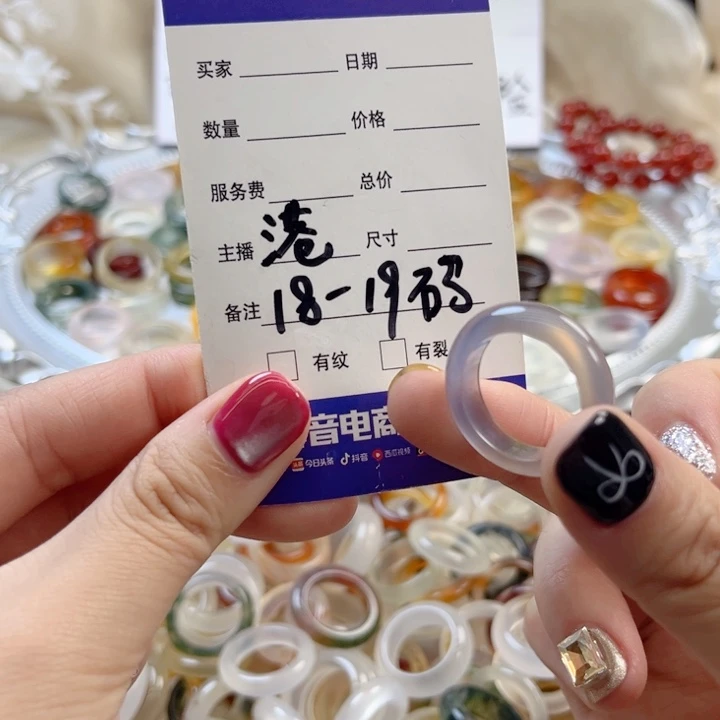 买家 日期
数量 价格
服务费 总价
主播 港 尺寸
备注 18-19码
有纹 有裂
音电商
今日头条 抖音 西瓜视频